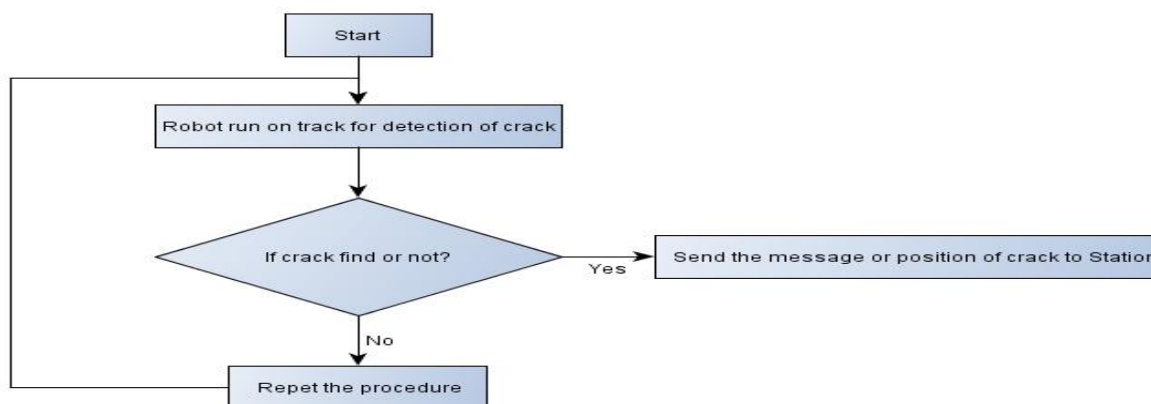 Start
Robot run on track for detection of crack
If crack find or not?
Yes
Send the message or position of crack to Station
No
Repet the procedure